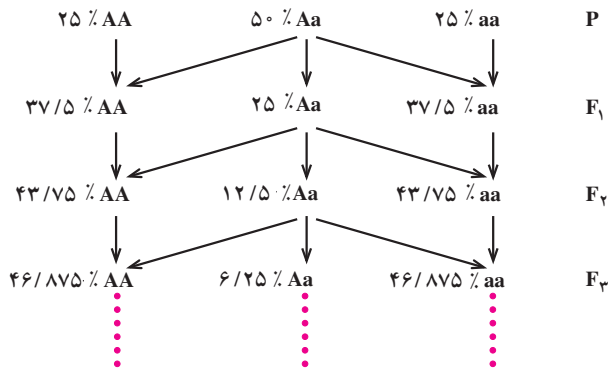 ۲۵ ٪ AA ۵۰ ٪ Aa ۲۵ ٪ aa P
۳۷/۵ ٪ AA ۲۵ ٪ Aa ۳۷/۵ ٪ aa F۱
۴۳/۷۵ ٪ AA ۱۲/۵ ٪ Aa ۴۳/۷۵ ٪ aa F۲
۴۶/۸۷۵ ٪ AA ۶/۲۵ ٪ Aa ۴۶/۸۷۵ ٪ aa F۳